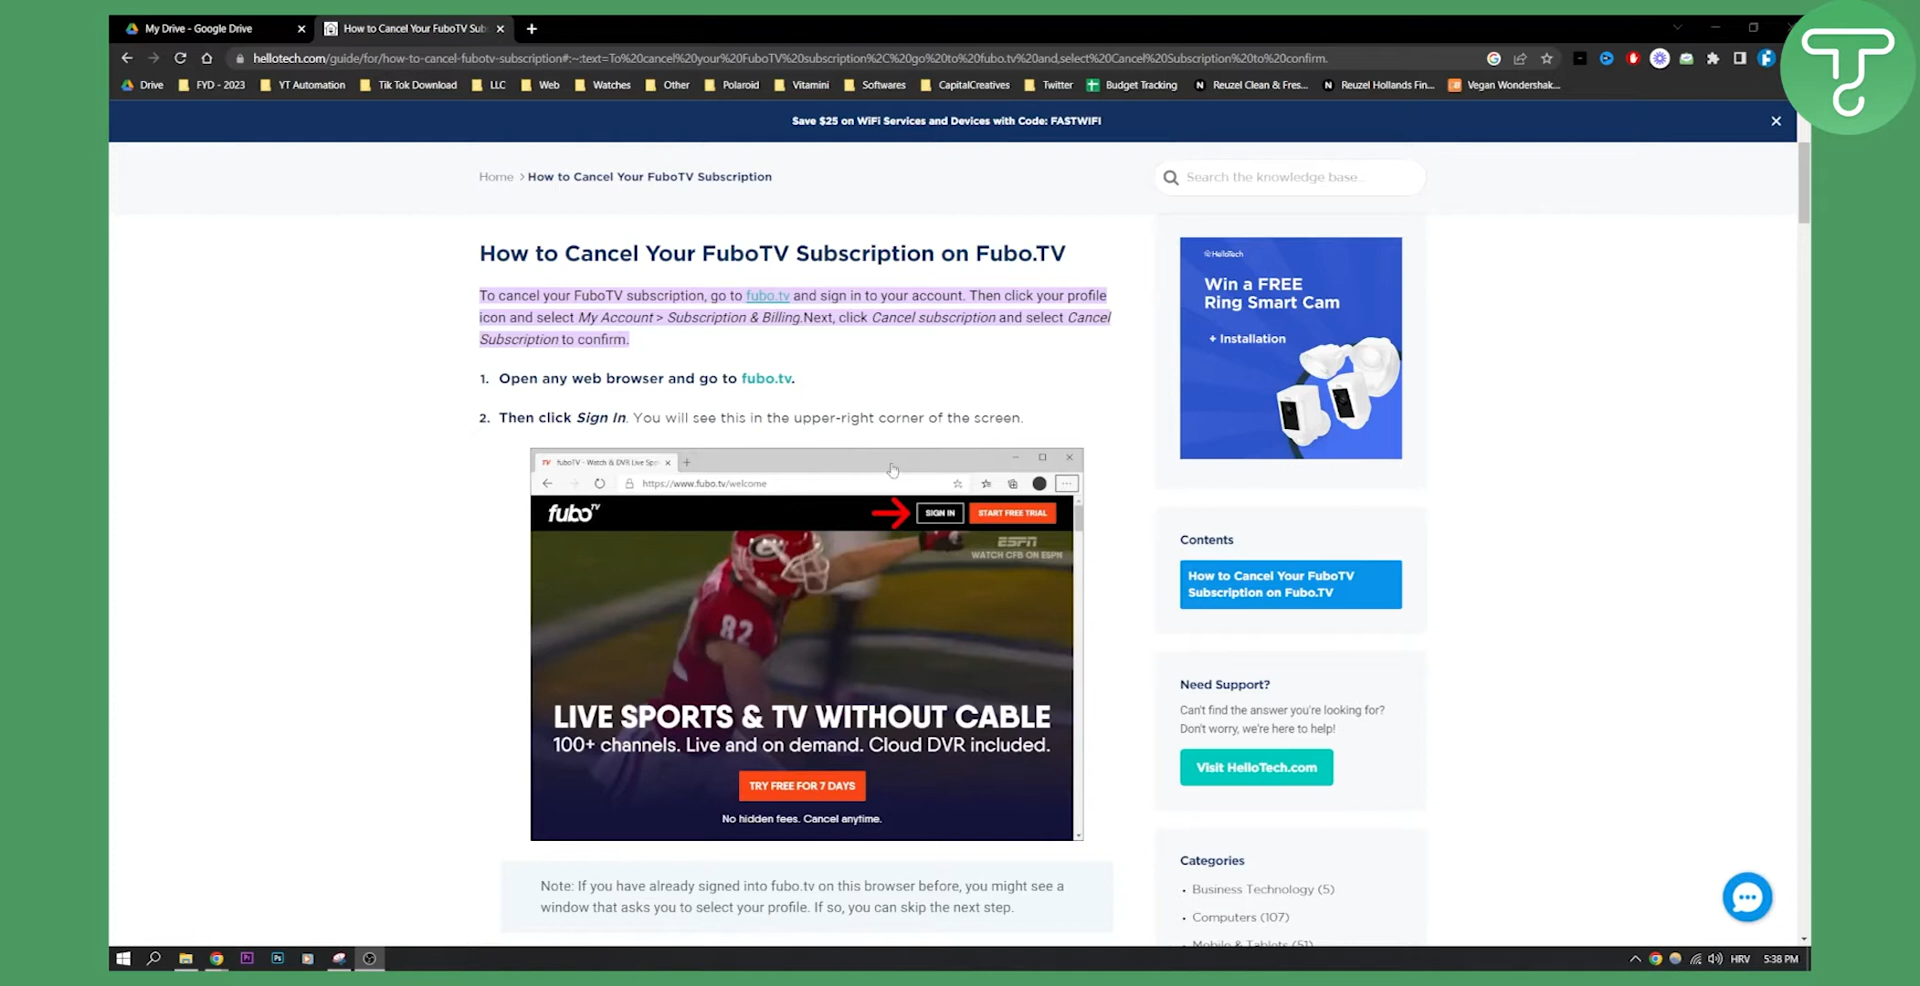 My Drive - Google Drive
How to Cancel Your FuboTV Sub
hellotech.com/guide/for/how-to-cancel-fubotv-subscription#:~:text=To%20cancel%20your%20FuboTV%20subscription%2C%20go%20to%20fubo.tv%20and,select%20Cancel%20Subscription%20to%20confirm.
Drive FYD - 2023 YT Automation Tik Tok Download LLC Web Watches Other Polaroid Vitamini Softwares CapitalCreatives Twitter Budget Tracking Reuzel Clean & Fres... Reuzel Hollands Fin... Vegan Wondershak...
Save $25 on WiFi Services and Devices with Code: FASTWIFI
Home > How to Cancel Your FuboTV Subscription
Search the knowledge base...
How to Cancel Your FuboTV Subscription on Fubo.TV
To cancel your FuboTV subscription, go to fubo.tv and sign in to your account. Then click your profile
icon and select My Account > Subscription & Billing.Next, click Cancel subscription and select Cancel
Subscription to confirm.
1. Open any web browser and go to fubo.tv.
2. Then click Sign In. You will see this in the upper-right corner of the screen.
fuboTV - Watch & DVR Live Spo
https://www.fubo.tv/welcome
fubo TV
SIGN IN
START FREE TRIAL
ESPN
WATCH CFB ON ESPN
82
LIVE SPORTS & TV WITHOUT CABLE
100+ channels. Live and on demand. Cloud DVR included.
TRY FREE FOR 7 DAYS
No hidden fees. Cancel anytime.
Note: If you have already signed into fubo.tv on this browser before, you might see a
window that asks you to select your profile. If so, you can skip the next step.
HelloTech
Win a FREE
Ring Smart Cam
+ Installation
Contents
How to Cancel Your FuboTV
Subscription on Fubo.TV
Need Support?
Can't find the answer you're looking for?
Don't worry, we're here to help!
Visit HelloTech.com
Categories
• Business Technology (5)
• Computers (107)
• Mobile & Tablets (51)
HRV 5:38 PM